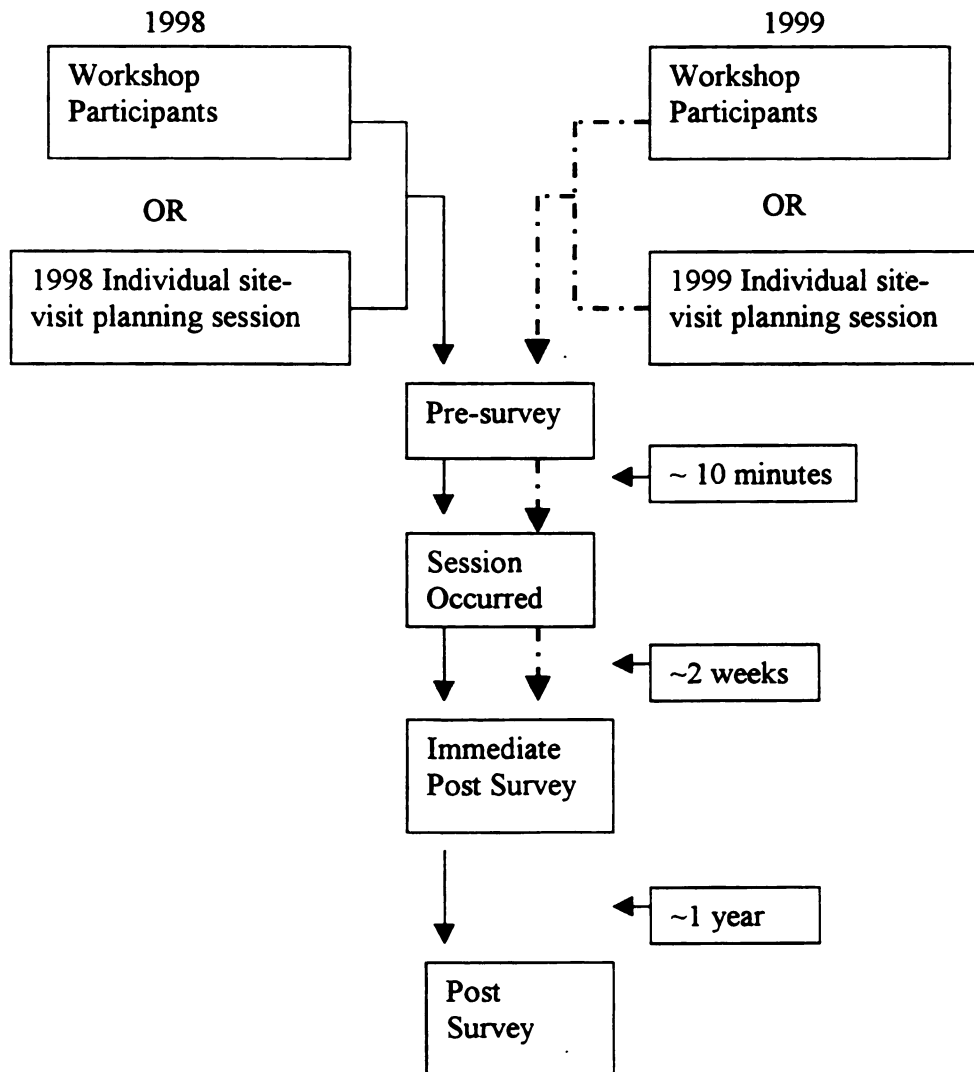 1998
1999
Workshop
Participants
Workshop
Participants
OR
OR
1998 Individual site-
visit planning session
1999 Individual site-
visit planning session
Pre-survey
~ 10 minutes
Session
Occurred
~2 weeks
Immediate
Post Survey
~1 year
Post
Survey